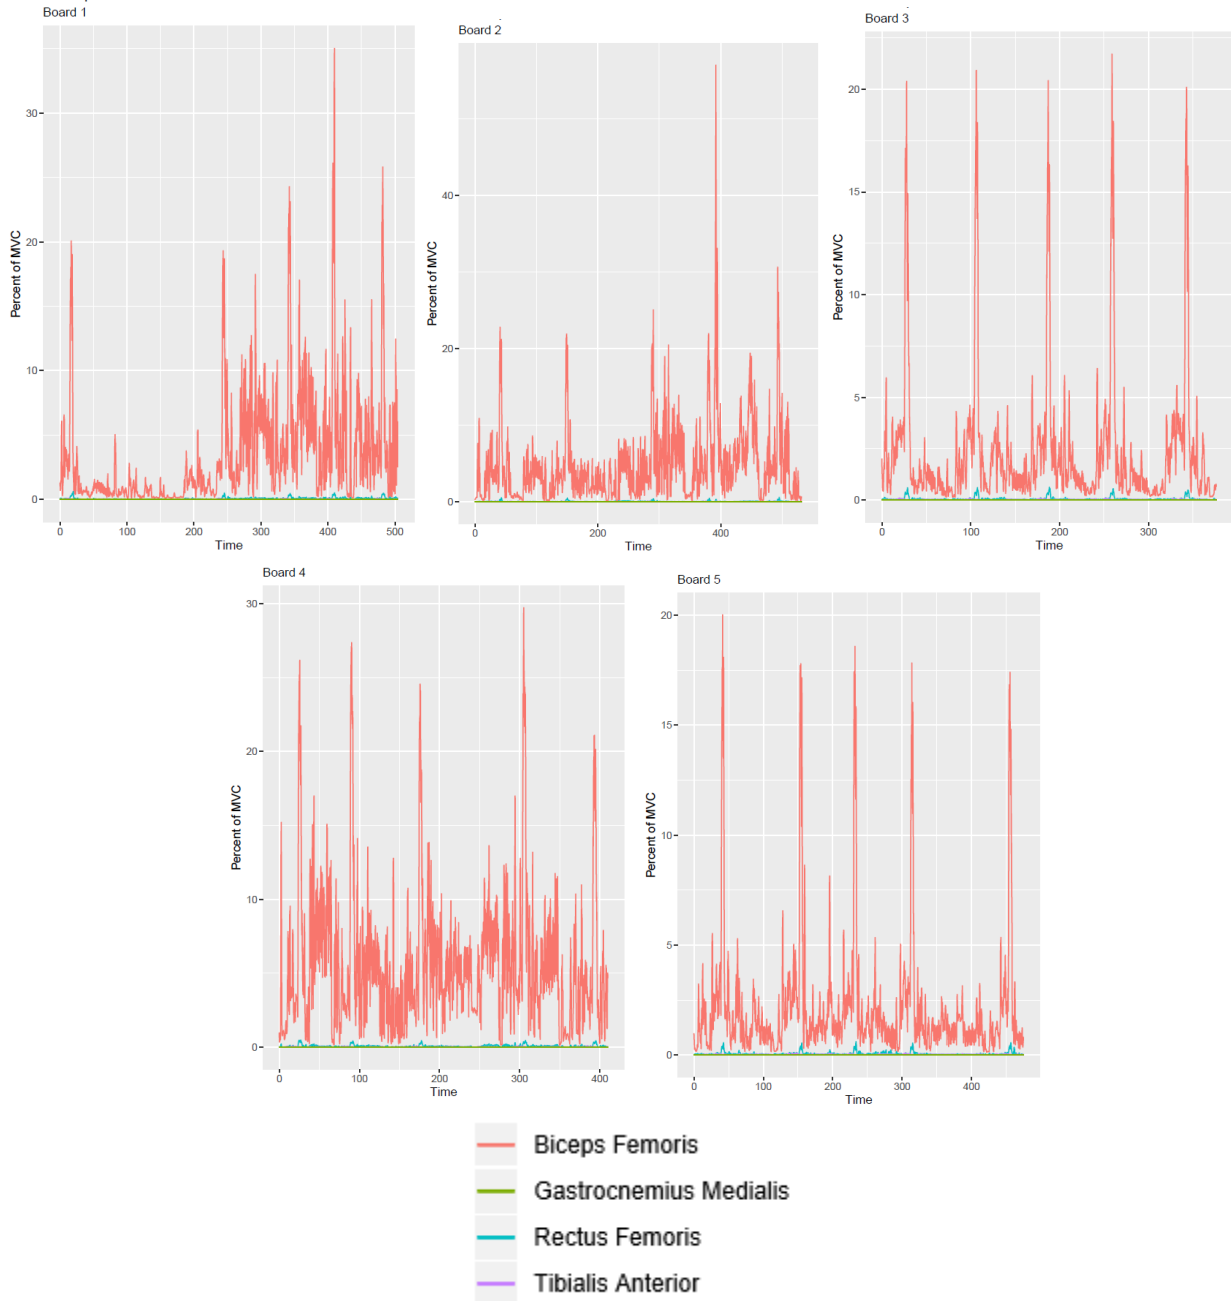 Board 1
Percent of MVC
30
20
10
0
0 100 200 300 400 500
Time
Board 2
Percent of MVC
40
20
0
0 200 400
Time
Board 3
Percent of MVC
20
15
10
5
0
0 100 200 300
Time
Board 4
Percent of MVC
30
20
10
0
0 100 200 300 400
Time
Board 5
Percent of MVC
20
15
10
5
0
0 100 200 300 400
Time
Biceps Femoris
Gastrocnemius Medialis
Rectus Femoris
Tibialis Anterior